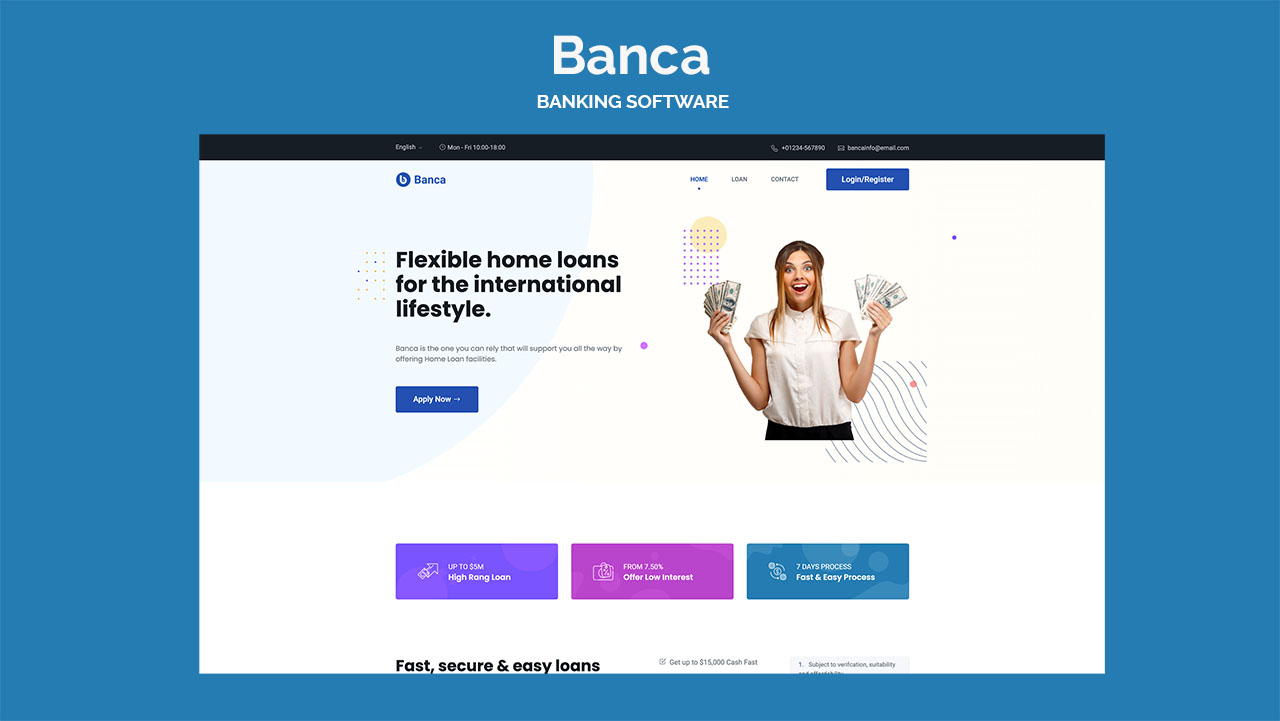 Banca
BANKING SOFTWARE
English
Mon - Fri 10:00-18:00
+01234-567890
bancainfo@email.com
Banca
HOME
LOAN
CONTACT
Login/Register
Flexible home loans
for the international
lifestyle.
Banca is the one you can rely that will support you all the way by
offering Home Loan facilities.
Apply Now →
UP TO $5M
High Rang Loan
FROM 7.50%
Offer Low Interest
7 DAYS PROCESS
Fast & Easy Process
Fast, secure & easy loans
Get up to $15,000 Cash Fast
1. Subject to verifcation, suitability
and affordability